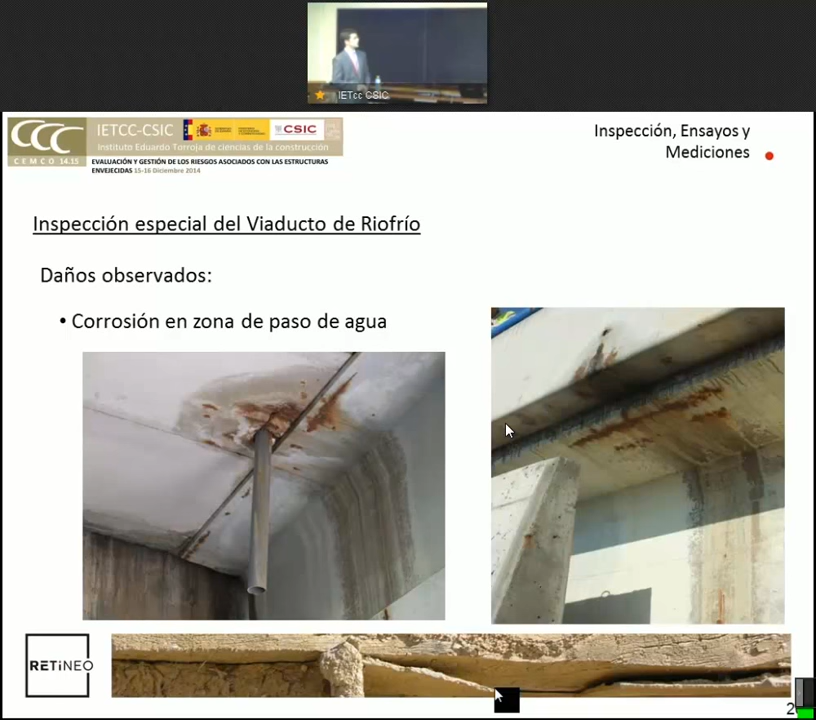 IETcc CSIC
CCC
CEMCO 14.15
IETCC-CSIC
CSIC
Instituto Eduardo Torroja de ciencias de la construcción
EVALUACIÓN Y GESTIÓN DE LOS RIESGOS ASOCIADOS CON LAS ESTRUCTURAS
ENVEJECIDAS 15-16 Diciembre 2014
Inspección, Ensayos y
Mediciones
Inspección especial del Viaducto de Riofrío
Daños observados:
• Corrosión en zona de paso de agua
RETINEO